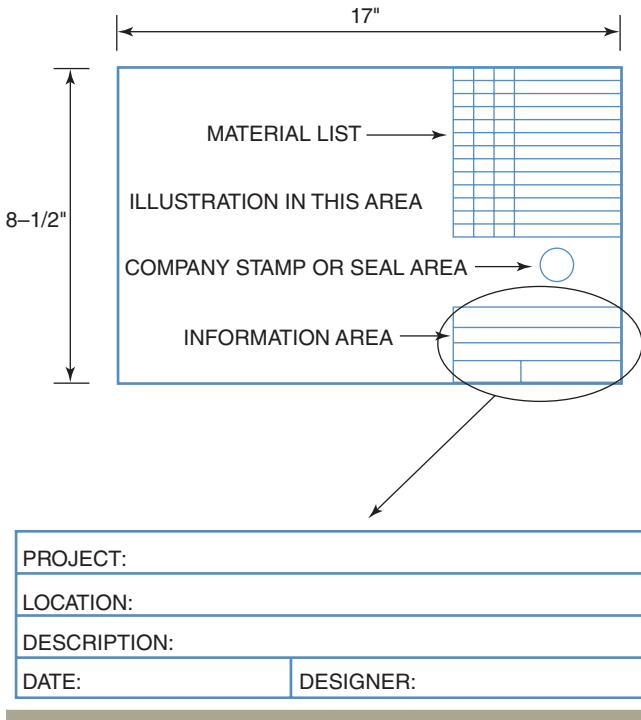 17"
MATERIAL LIST
ILLUSTRATION IN THIS AREA
8–1/2"
COMPANY STAMP OR SEAL AREA
INFORMATION AREA
PROJECT:
LOCATION:
DESCRIPTION:
DATE: DESIGNER: